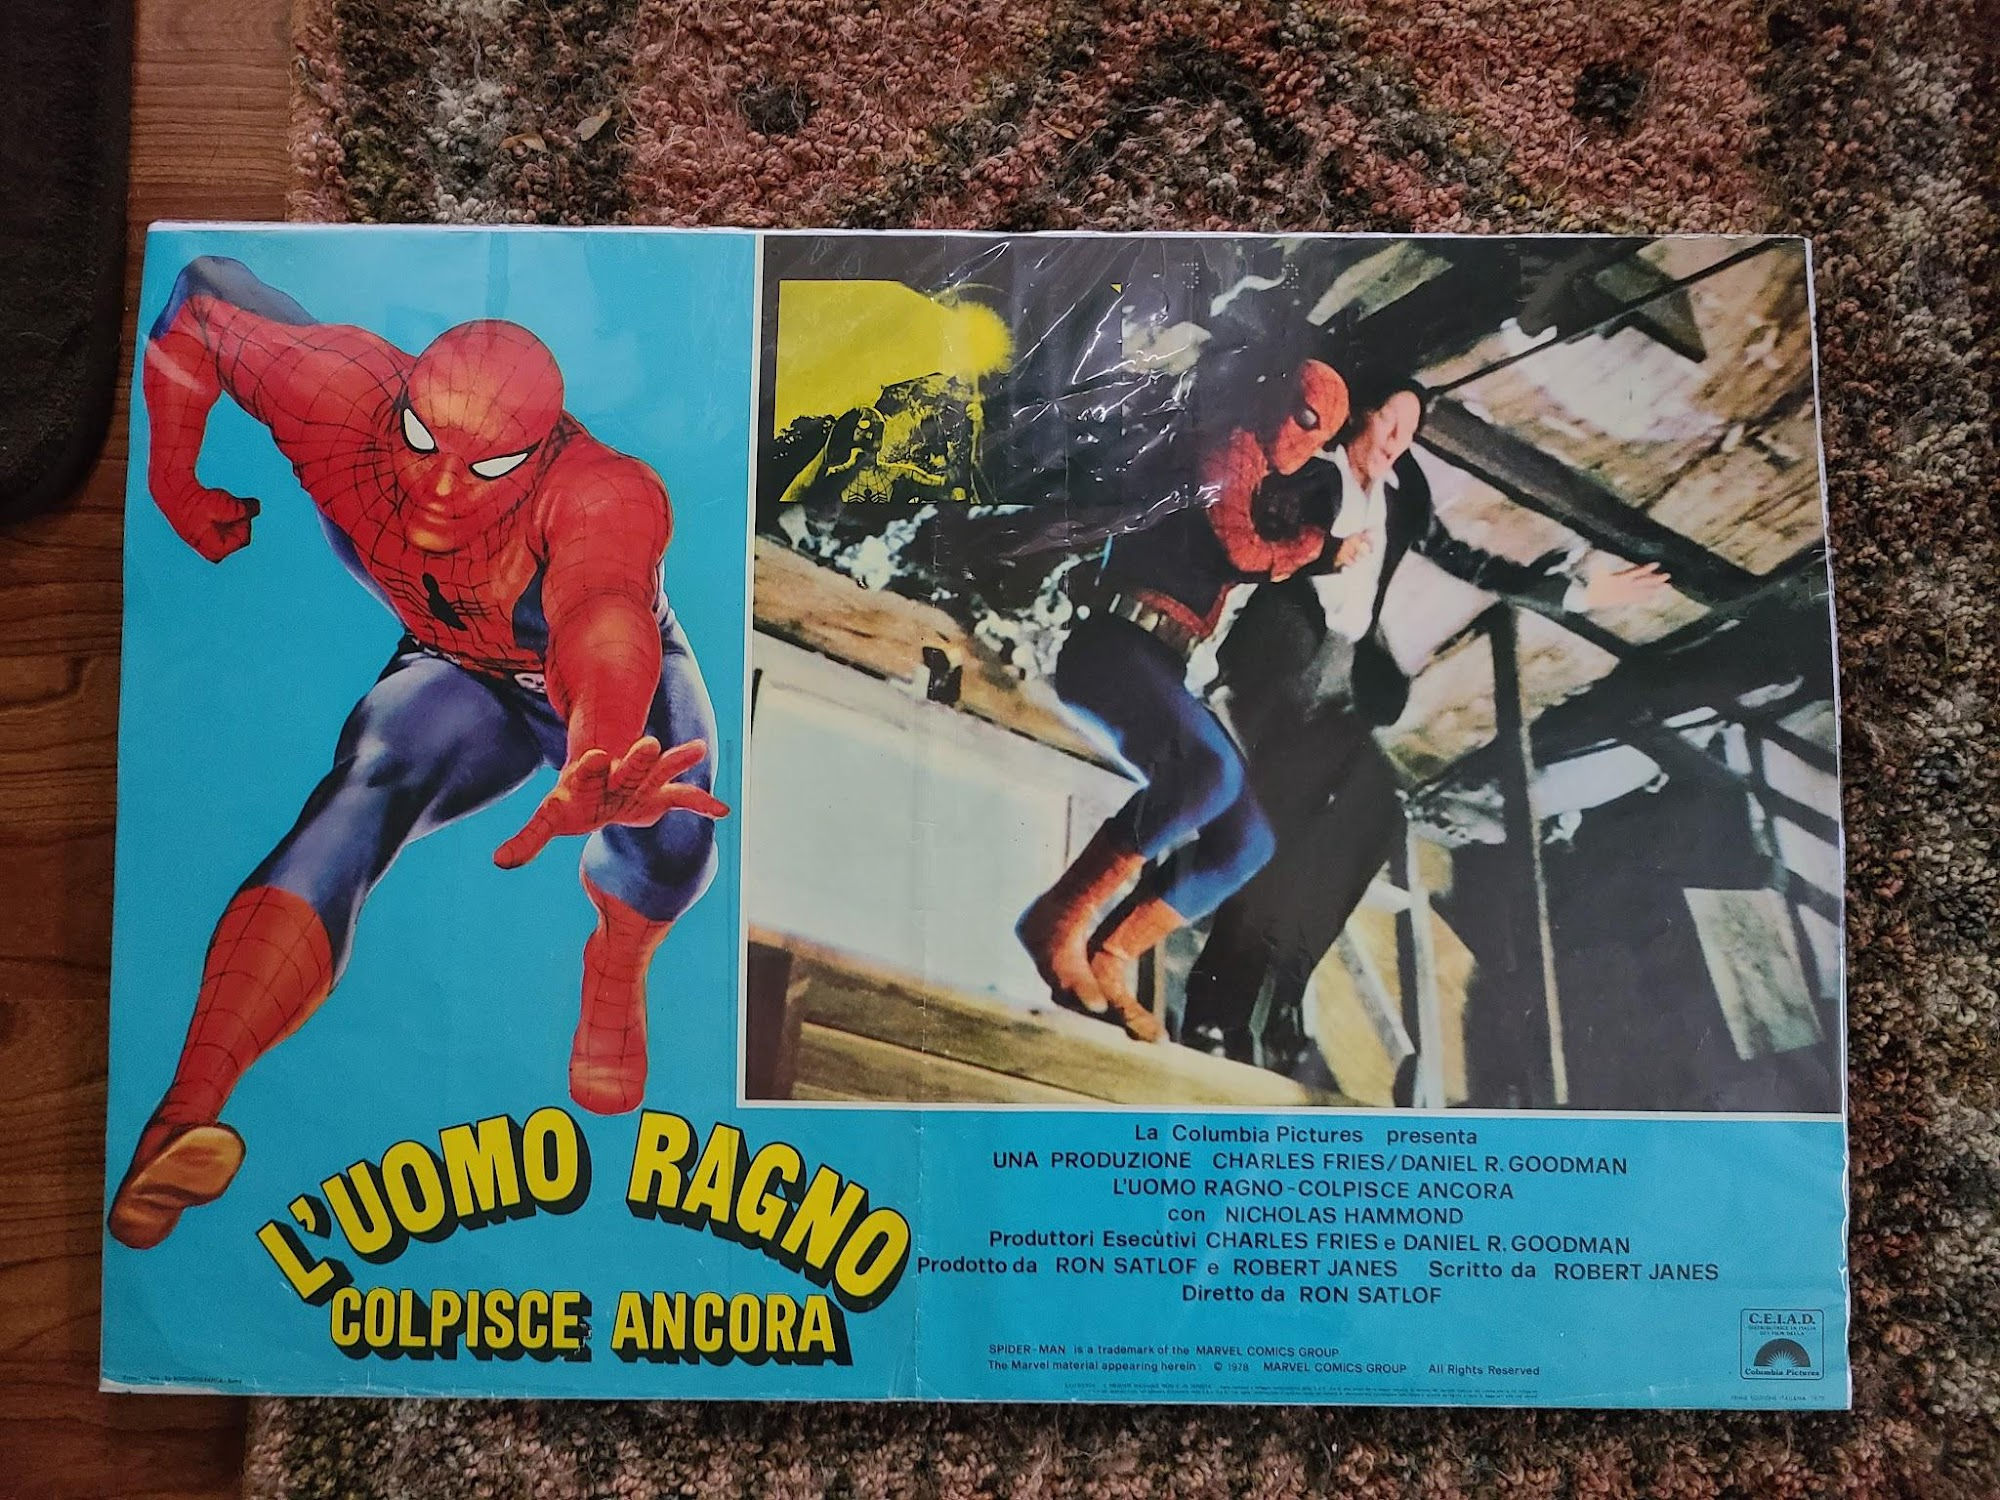 L'UOMO RAGNO
COLPISCE ANCORA
La Columbia Pictures presenta
UNA PRODUZIONE CHARLES FRIES/DANIEL R. GOODMAN
L'UOMO RAGNO-COLPISCE ANCORA
con NICHOLAS HAMMOND
Produttori Esecùtivi CHARLES FRIES e DANIEL R. GOODMAN
Prodotto da RON SATLOF e ROBERT JANES Scritto da ROBERT JANES
Diretto da RON SATLOF
SPIDER-MAN is a trademark of the MARVEL COMICS GROUP
The Marvel material appearing herein: © 1978 MARVEL COMICS GROUP All Rights Reserved
C.E.I.A.D.
Columbia Pictures